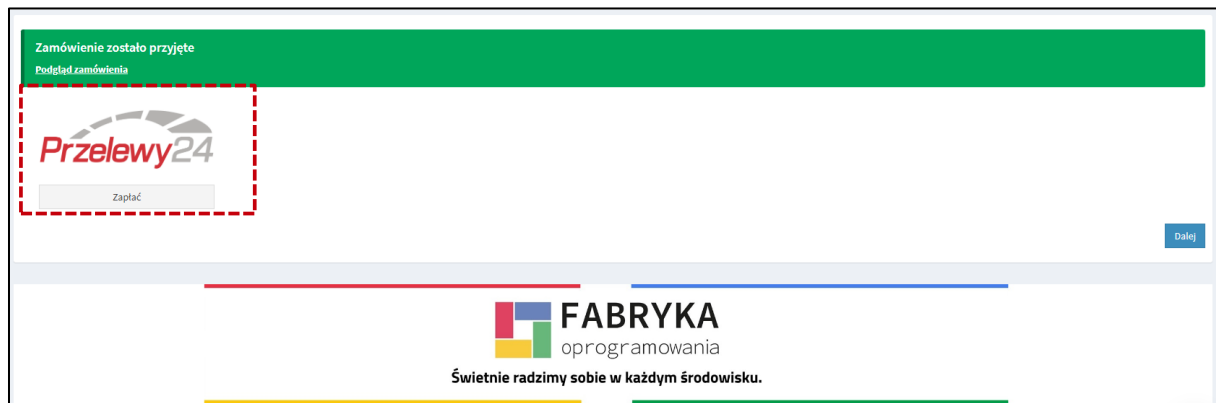 Zamówienie zostało przyjęte
Podgląd zamówienia
Przelewy24
Zapłać
Dalej
FABRYKA
oprogramowania
Świetnie radzimy sobie w każdym środowisku.